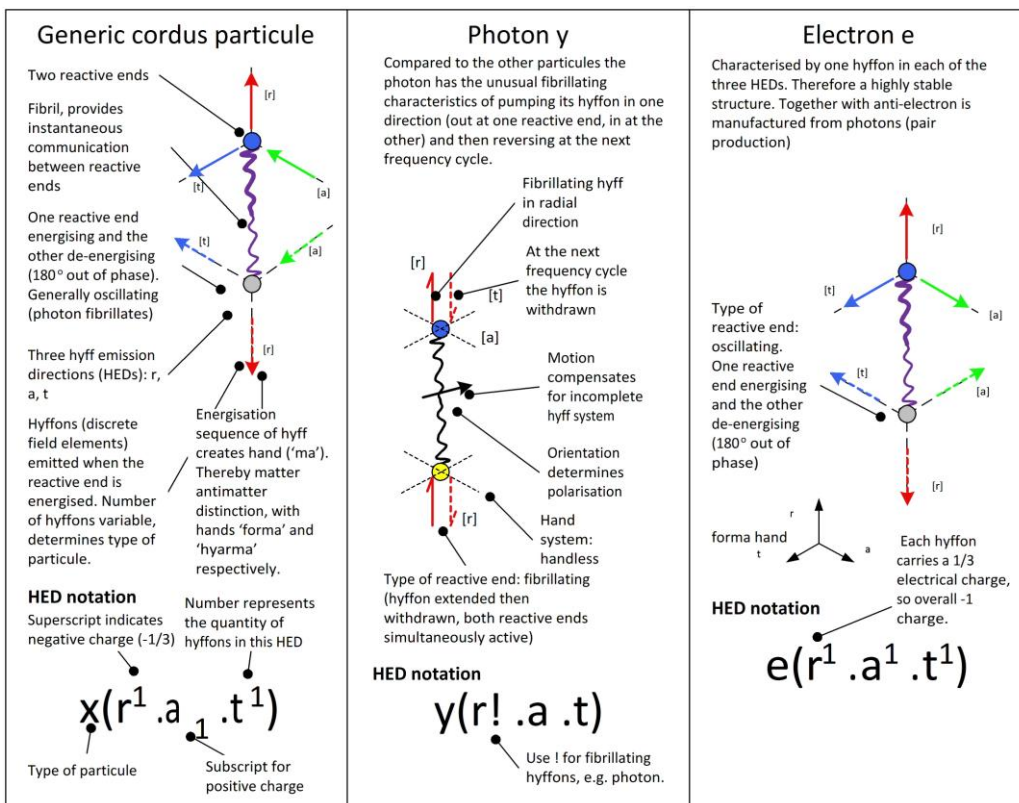 Generic cordus particule
Two reactive ends
[r]
Fibril, provides
instantaneous
communication
between reactive
ends
[t]
[a]
One reactive end
energising and the
other de-energising
(180° out of phase).
Generally oscillating
(photon fibrillates)
[t]
[a]
Three hyff emission
directions (HEDs): r,
a, t
[r]
Hyffons (discrete
field elements)
emitted when the
reactive end is
energised. Number
of hyffons variable,
determines type of
particule.
Energisation
sequence of hyff
creates hand ('ma').
Thereby matter
antimatter
distinction, with
hands 'forma' and
'hyarma'
respectively.
HED notation
Superscript indicates
negative charge (-1/3)
Number represents
the quantity of
hyffons in this HED
x(r¹ .a₁ .t¹)
Type of particule
Subscript for
positive charge
Photon y
Compared to the other particules the
photon has the unusual fibrillating
characteristics of pumping its hyffon in one
direction (out at one reactive end, in at the
other) and then reversing at the next
frequency cycle.
Fibrillating hyff
in radial
direction
[r]
[t]
[a]
At the next
frequency cycle
the hyffon is
withdrawn
Motion
compensates
for incomplete
hyff system
Orientation
determines
polarisation
[r]
Hand
system:
handless
Type of reactive end: fibrillating
(hyffon extended then
withdrawn, both reactive ends
simultaneously active)
HED notation
y(r! .a .t)
Use ! for fibrillating
hyffons, e.g. photon.
Electron e
Characterised by one hyffon in each of the
three HEDs. Therefore a highly stable
structure. Together with anti-electron is
manufactured from photons (pair
production)
[r]
[t]
[a]
Type of
reactive end:
oscillating.
One reactive
end energising
and the other
de-energising
(180° out of
phase)
[t]
[a]
[r]
forma hand
r
t
a
Each hyffon
carries a 1/3
electrical charge,
so overall -1
charge.
HED notation
e(r¹ .a¹ .t¹)